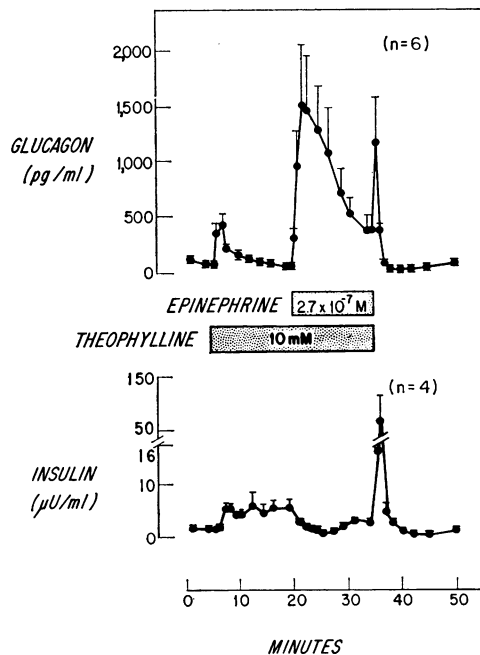 (n=6)
2,000
1,500
GLUCAGON
(pg/ml)
1,000
500
0
EPINEPHRINE 2.7 x 10⁻⁷ M
THEOPHYLLINE 10 mM
150
(n=4)
50
16
INSULIN
(μU/ml)
10
0
0 10 20 30 40 50
MINUTES